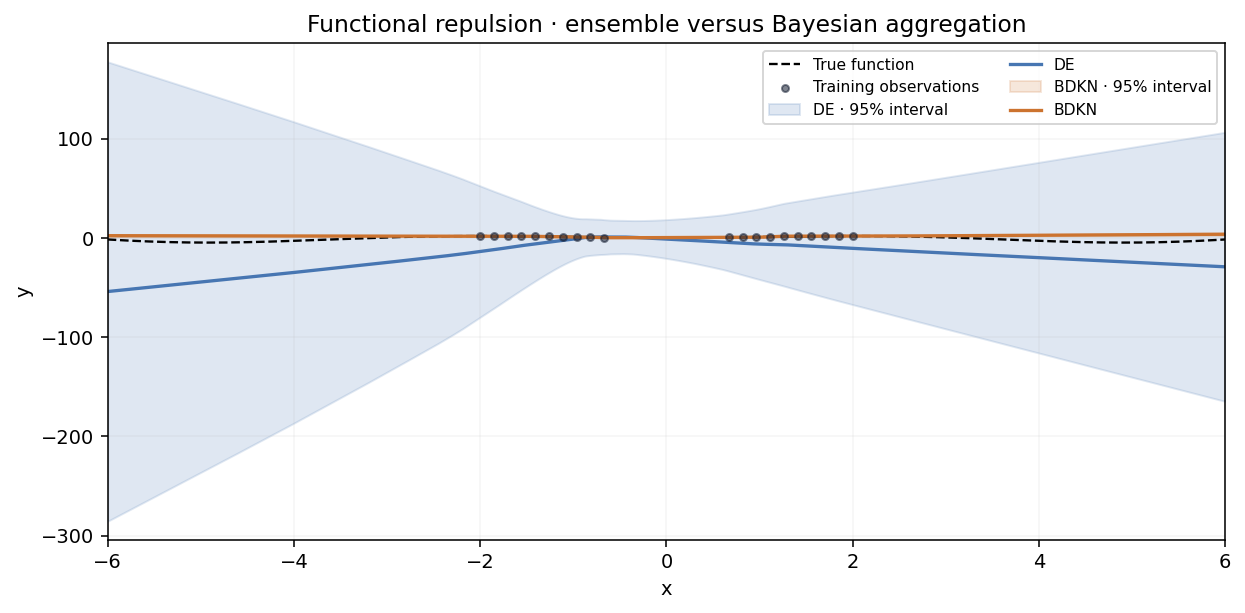 Functional repulsion · ensemble versus Bayesian aggregation
True function
Training observations
DE · 95% interval
DE
BDKN · 95% interval
BDKN
y
100
0
−100
−200
−300
−6
−4
−2
0
2
4
6
x